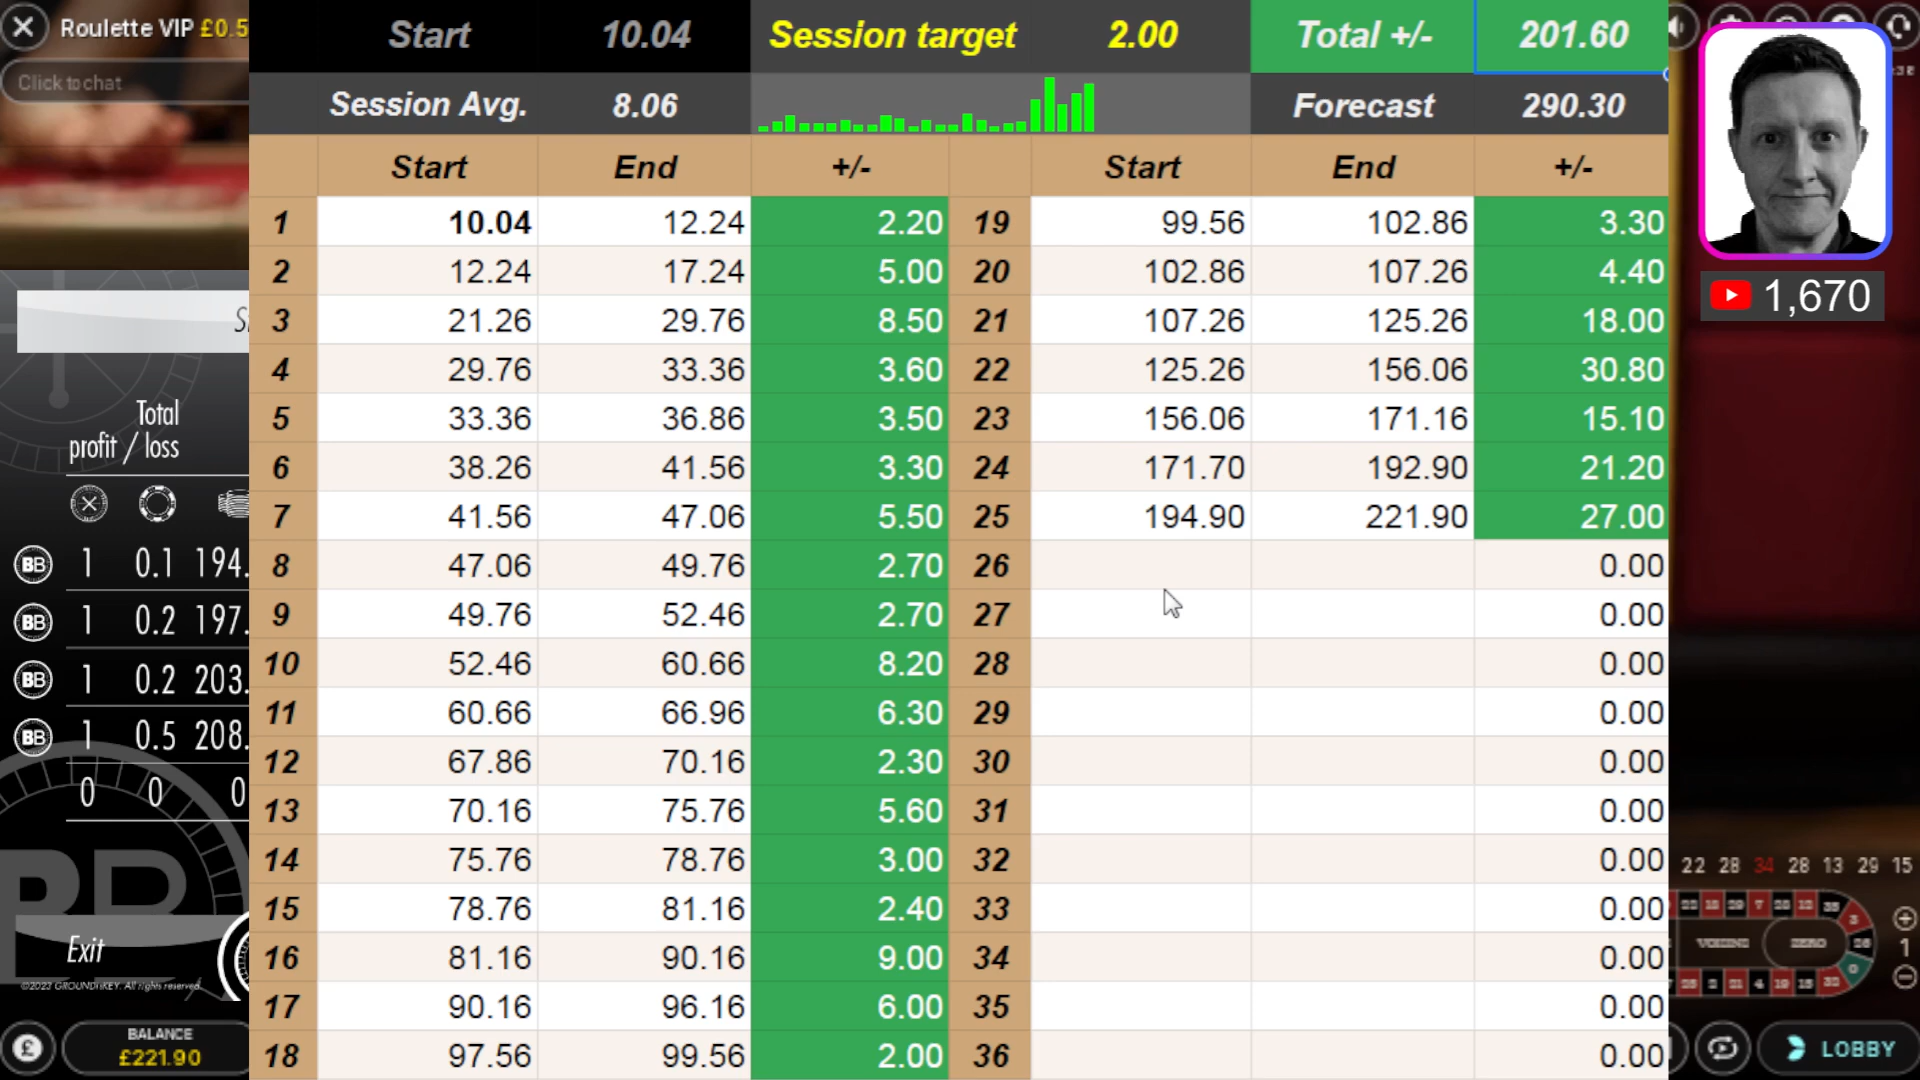 Roulette VIP £0.5
Click to chat
Start 10.04 Session target 2.00 Total +/- 201.60
Session Avg. 8.06 Forecast 290.30
Start End +/- Start End +/-
1 10.04 12.24 2.20 19 99.56 102.86 3.30
2 12.24 17.24 5.00 20 102.86 107.26 4.40
3 21.26 29.76 8.50 21 107.26 125.26 18.00
4 29.76 33.36 3.60 22 125.26 156.06 30.80
5 33.36 36.86 3.50 23 156.06 171.16 15.10
6 38.26 41.56 3.30 24 171.70 192.90 21.20
7 41.56 47.06 5.50 25 194.90 221.90 27.00
8 47.06 49.76 2.70 26 0.00
9 49.76 52.46 2.70 27 0.00
10 52.46 60.66 8.20 28 0.00
11 60.66 66.96 6.30 29 0.00
12 67.86 70.16 2.30 30 0.00
13 70.16 75.76 5.60 31 0.00
14 75.76 78.76 3.00 32 0.00
15 78.76 81.16 2.40 33 0.00
16 81.16 90.16 9.00 34 0.00
17 90.16 96.16 6.00 35 0.00
18 97.56 99.56 2.00 36 0.00
Total
profit / loss
BB 1 0.1 194.
BB 1 0.2 197.
BB 1 0.2 203.
BB 1 0.5 208.
0 0 0
BB
Exit
©2023 GROUNDHKEY. All rights reserved.
BALANCE
£221.90
1,670
22 28 34 28 13 29 15
ZERO
1
LOBBY